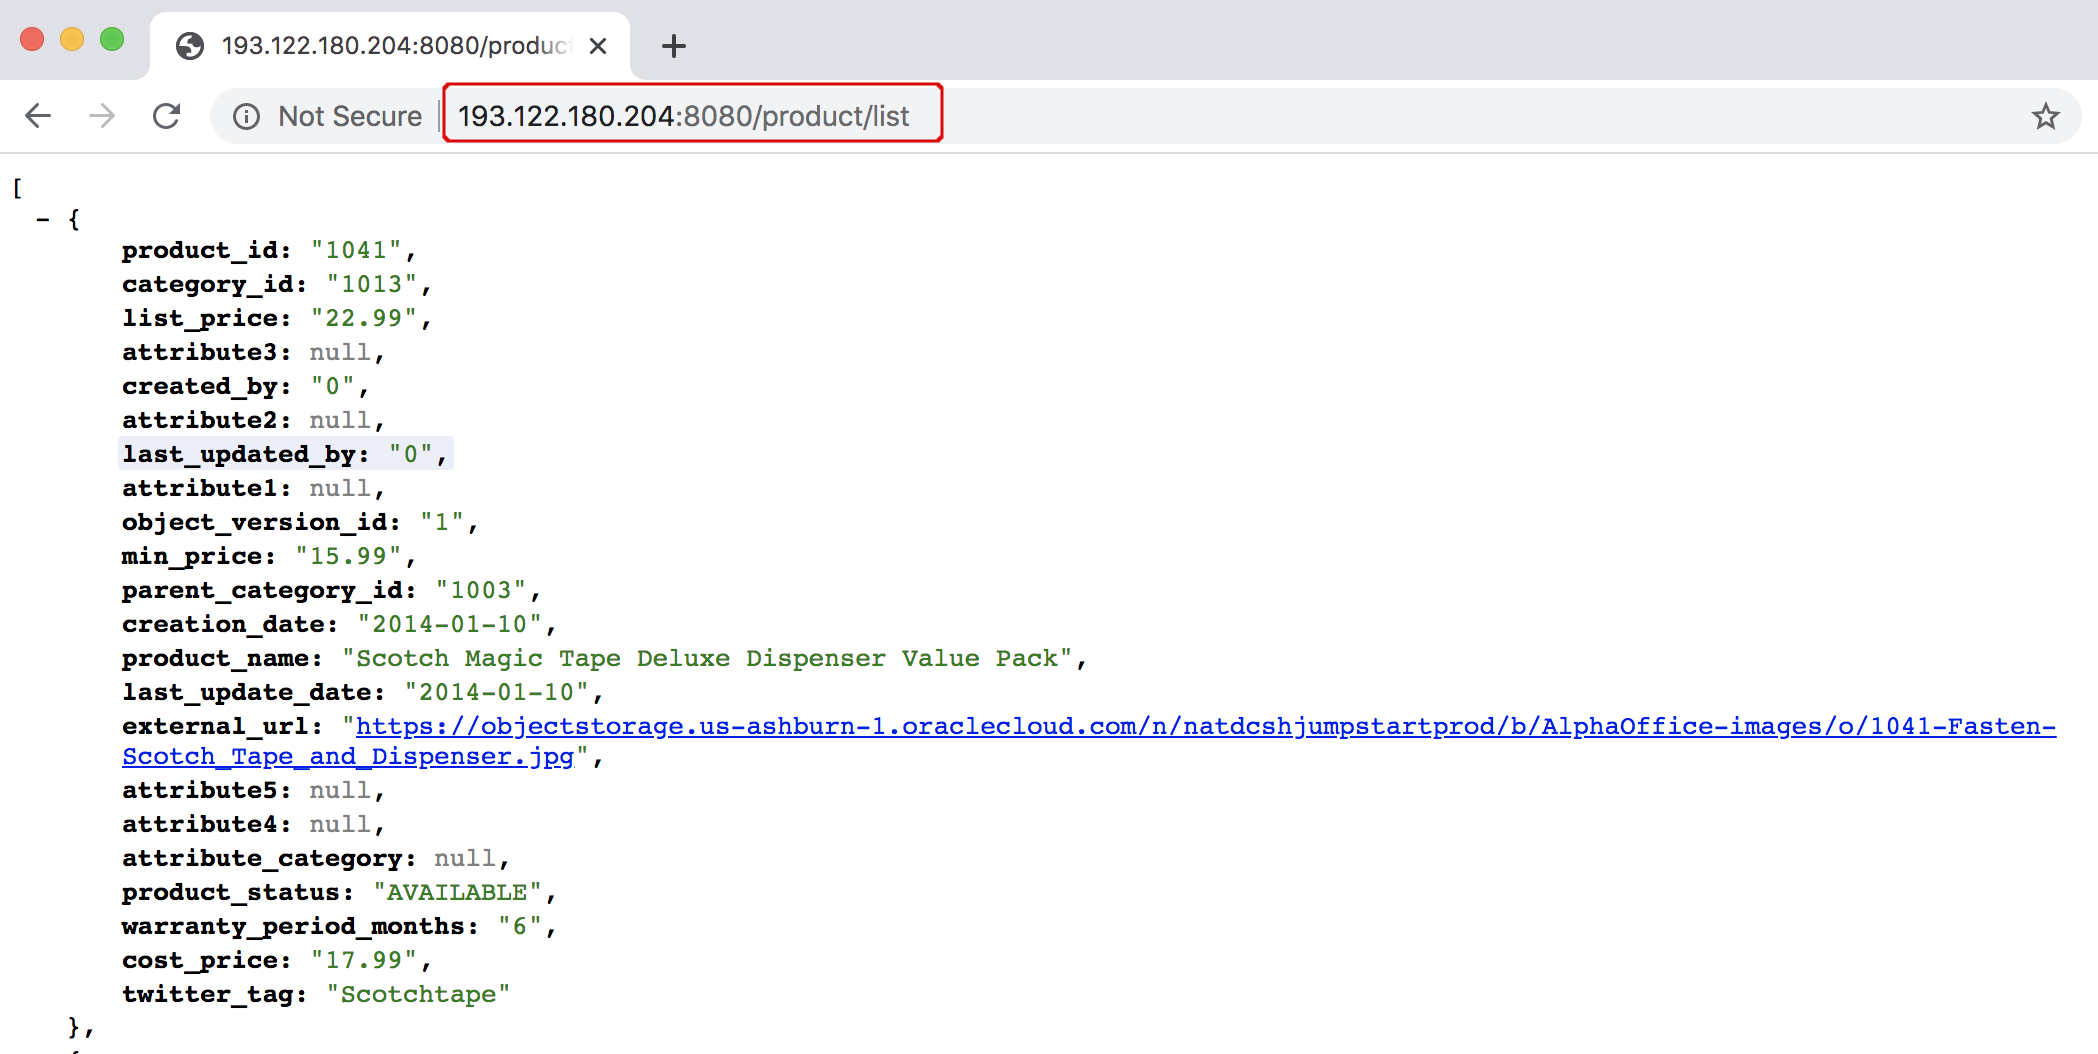 193.122.180.204:8080/produc
Not Secure | 193.122.180.204:8080/product/list
[
- {
product_id: "1041",
category_id: "1013",
list_price: "22.99",
attribute3: null,
created_by: "0",
attribute2: null,
last_updated_by: "0",
attribute1: null,
object_version_id: "1",
min_price: "15.99",
parent_category_id: "1003",
creation_date: "2014-01-10",
product_name: "Scotch Magic Tape Deluxe Dispenser Value Pack",
last_update_date: "2014-01-10",
external_url: "https://objectstorage.us-ashburn-1.oraclecloud.com/n/natdcshjumpstartprod/b/AlphaOffice-images/o/1041-Fasten-
Scotch_Tape_and_Dispenser.jpg",
attribute5: null,
attribute4: null,
attribute_category: null,
product_status: "AVAILABLE",
warranty_period_months: "6",
cost_price: "17.99",
twitter_tag: "Scotchtape"
},